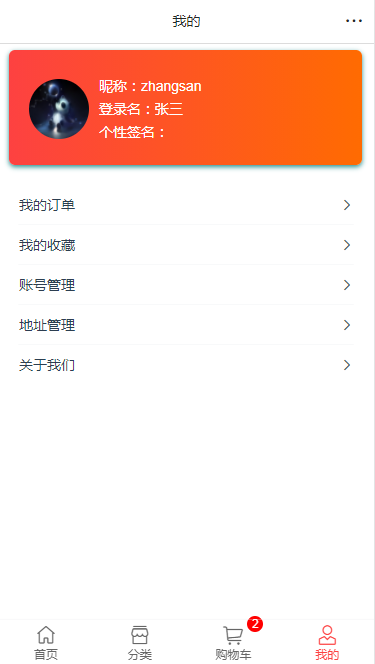 我的
昵称：zhangsan
登录名：张三
个性签名：
我的订单
我的收藏
账号管理
地址管理
关于我们
2
首页 分类 购物车 我的